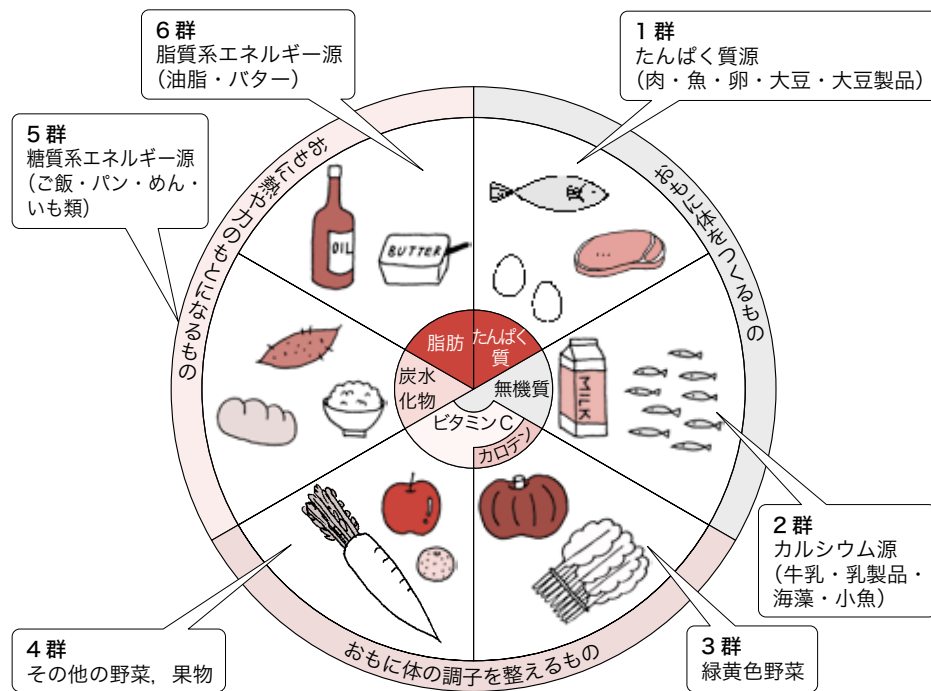 6群
脂質系エネルギー源
（油脂・バター）
1群
たんぱく質源
（肉・魚・卵・大豆・大豆製品）
5群
糖質系エネルギー源
（ご飯・パン・めん・
いも類）
おもに熱や力のもとになるもの
おもに体をつくるもの
OIL
BUTTER
脂肪
たんぱく
質
炭水
化物
無機質
ビタミンC
カロテン
MILK
2群
カルシウム源
（牛乳・乳製品・
海藻・小魚）
4群
その他の野菜，果物
おもに体の調子を整えるもの
3群
緑黄色野菜